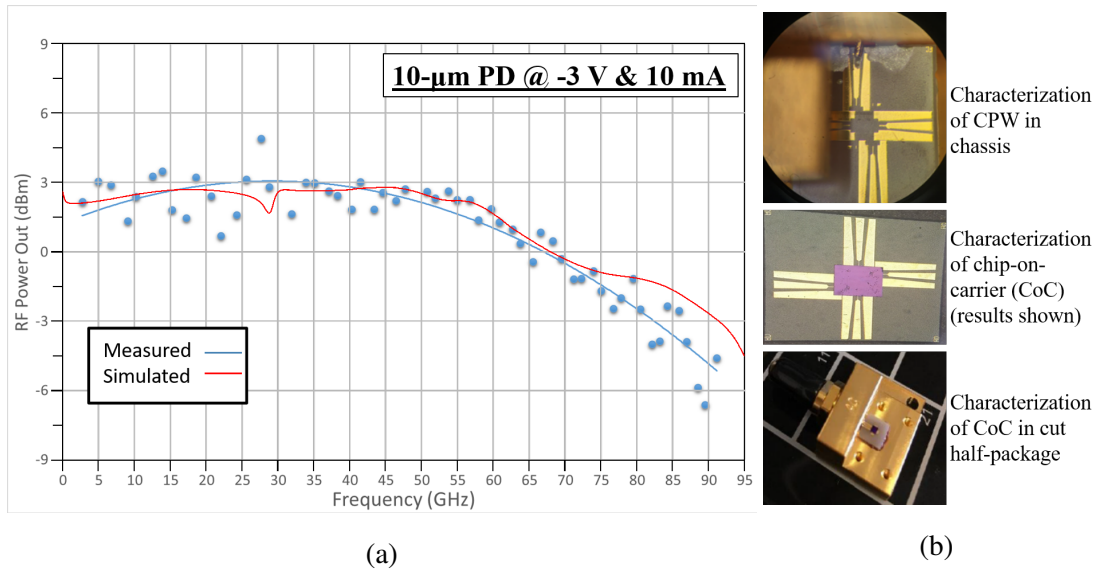 10-µm PD @ -3 V & 10 mA
RF Power Out (dBm)
9
6
3
0
-3
-6
-9
Measured
Simulated
0 5 10 15 20 25 30 35 40 45 50 55 60 65 70 75 80 85 90 95
Frequency (GHz)
(a)
Characterization
of CPW in
chassis
Characterization
of chip-on-
carrier (CoC)
(results shown)
Characterization
of CoC in cut
half-package
11
21
(b)